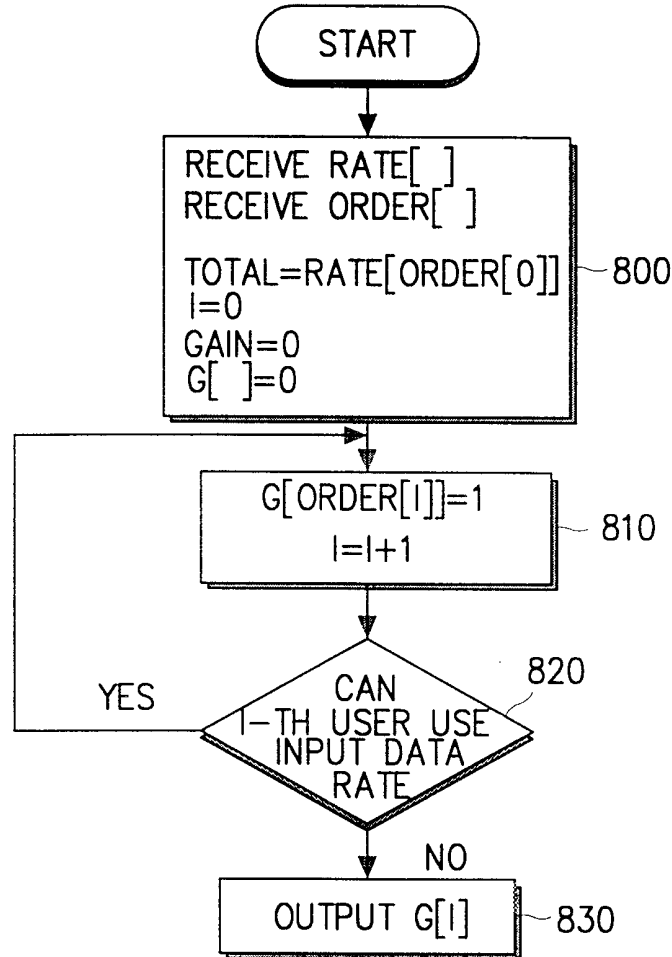 START
RECEIVE RATE[ ]
RECEIVE ORDER[ ]
TOTAL=RATE[ORDER[0]]
I=0
GAIN=0
G[ ]=0
800
G[ORDER[I]]=1
I=I+1
810
CAN
I-TH USER USE
INPUT DATA
RATE
820
YES
NO
OUTPUT G[I]
830